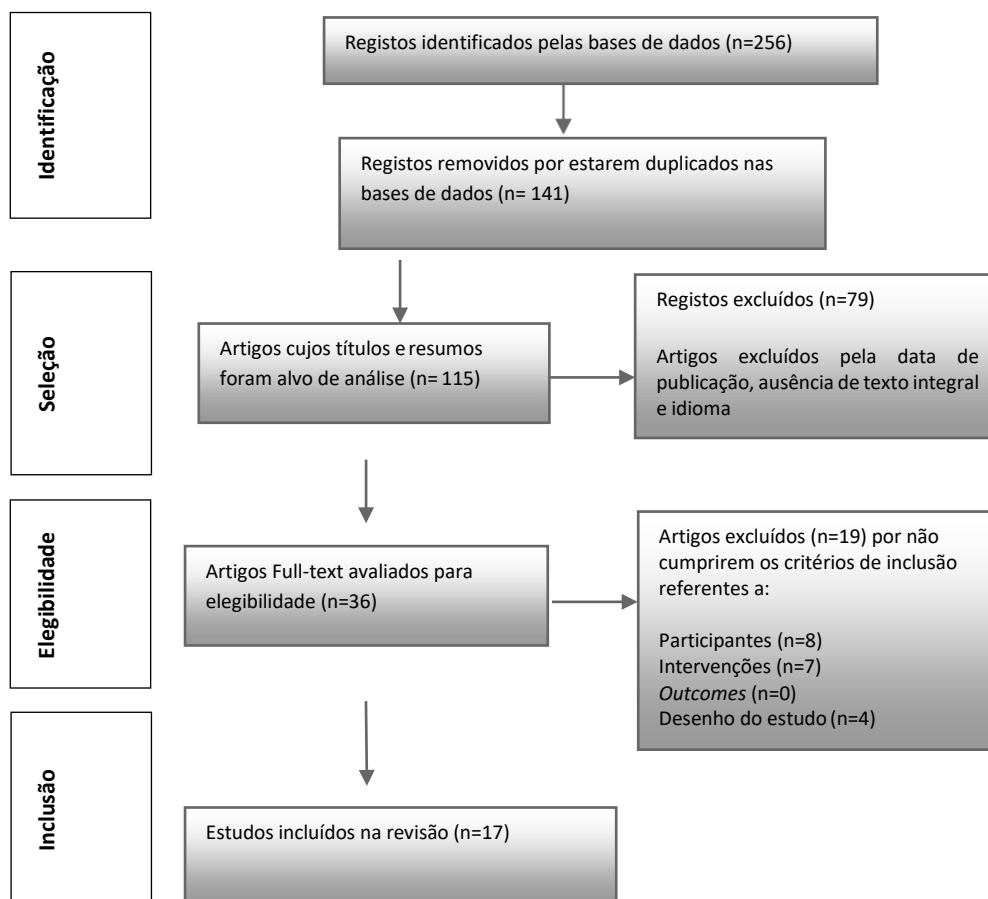 Identificação
Registos identificados pelas bases de dados (n=256)
Registos removidos por estarem duplicados nas
bases de dados (n= 141)
Seleção
Artigos cujos títulos e resumos
foram alvo de análise (n= 115)
Registos excluídos (n=79)
Artigos excluídos pela data de
publicação, ausência de texto integral
e idioma
Elegibilidade
Artigos Full-text avaliados para
elegibilidade (n=36)
Artigos excluídos (n=19) por não
cumprirem os critérios de inclusão
referentes a:
Participantes (n=8)
Intervenções (n=7)
Outcomes (n=0)
Desenho do estudo (n=4)
Inclusão
Estudos incluídos na revisão (n=17)